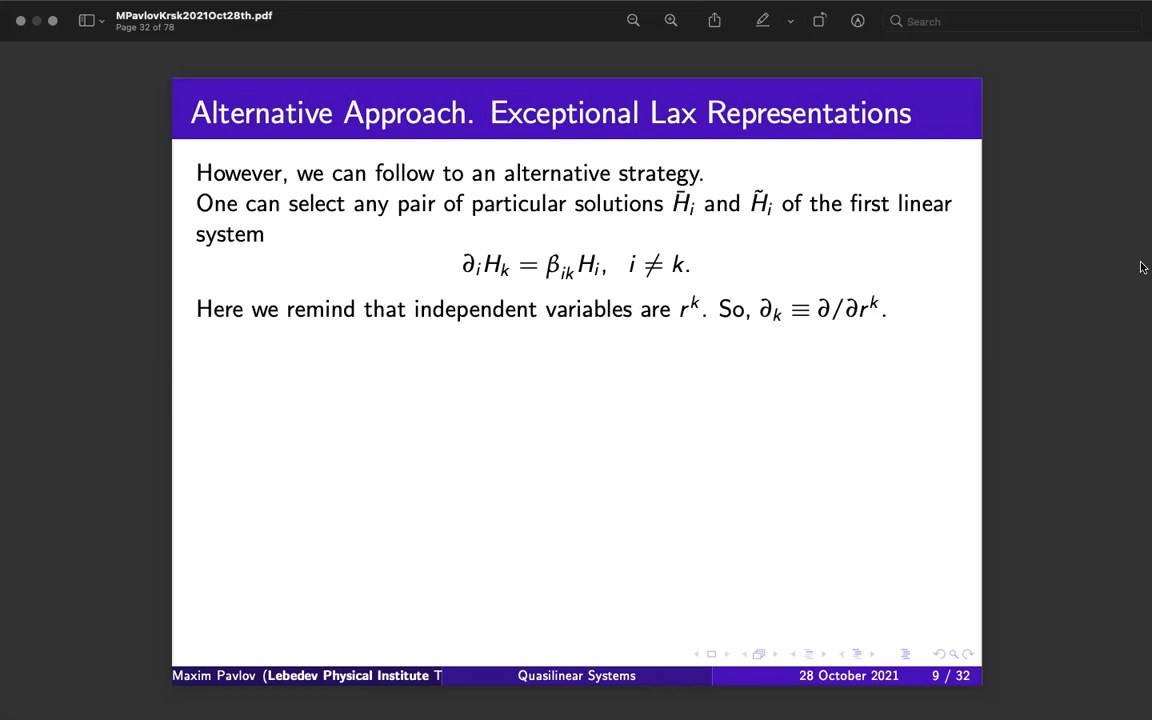 MPavlovKrsk2021Oct28th.pdf
Page 32 of 78
Search
Alternative Approach. Exceptional Lax Representations
However, we can follow to an alternative strategy.
One can select any pair of particular solutions H̄ᵢ and H̃ᵢ of the first linear
system
∂ᵢHₖ = βᵢₖHᵢ, i ≠ k.
Here we remind that independent variables are rᵏ. So, ∂ₖ ≡ ∂/∂rᵏ.
Maxim Pavlov (Lebedev Physical Institute T
Quasilinear Systems
28 October 2021
9 / 32